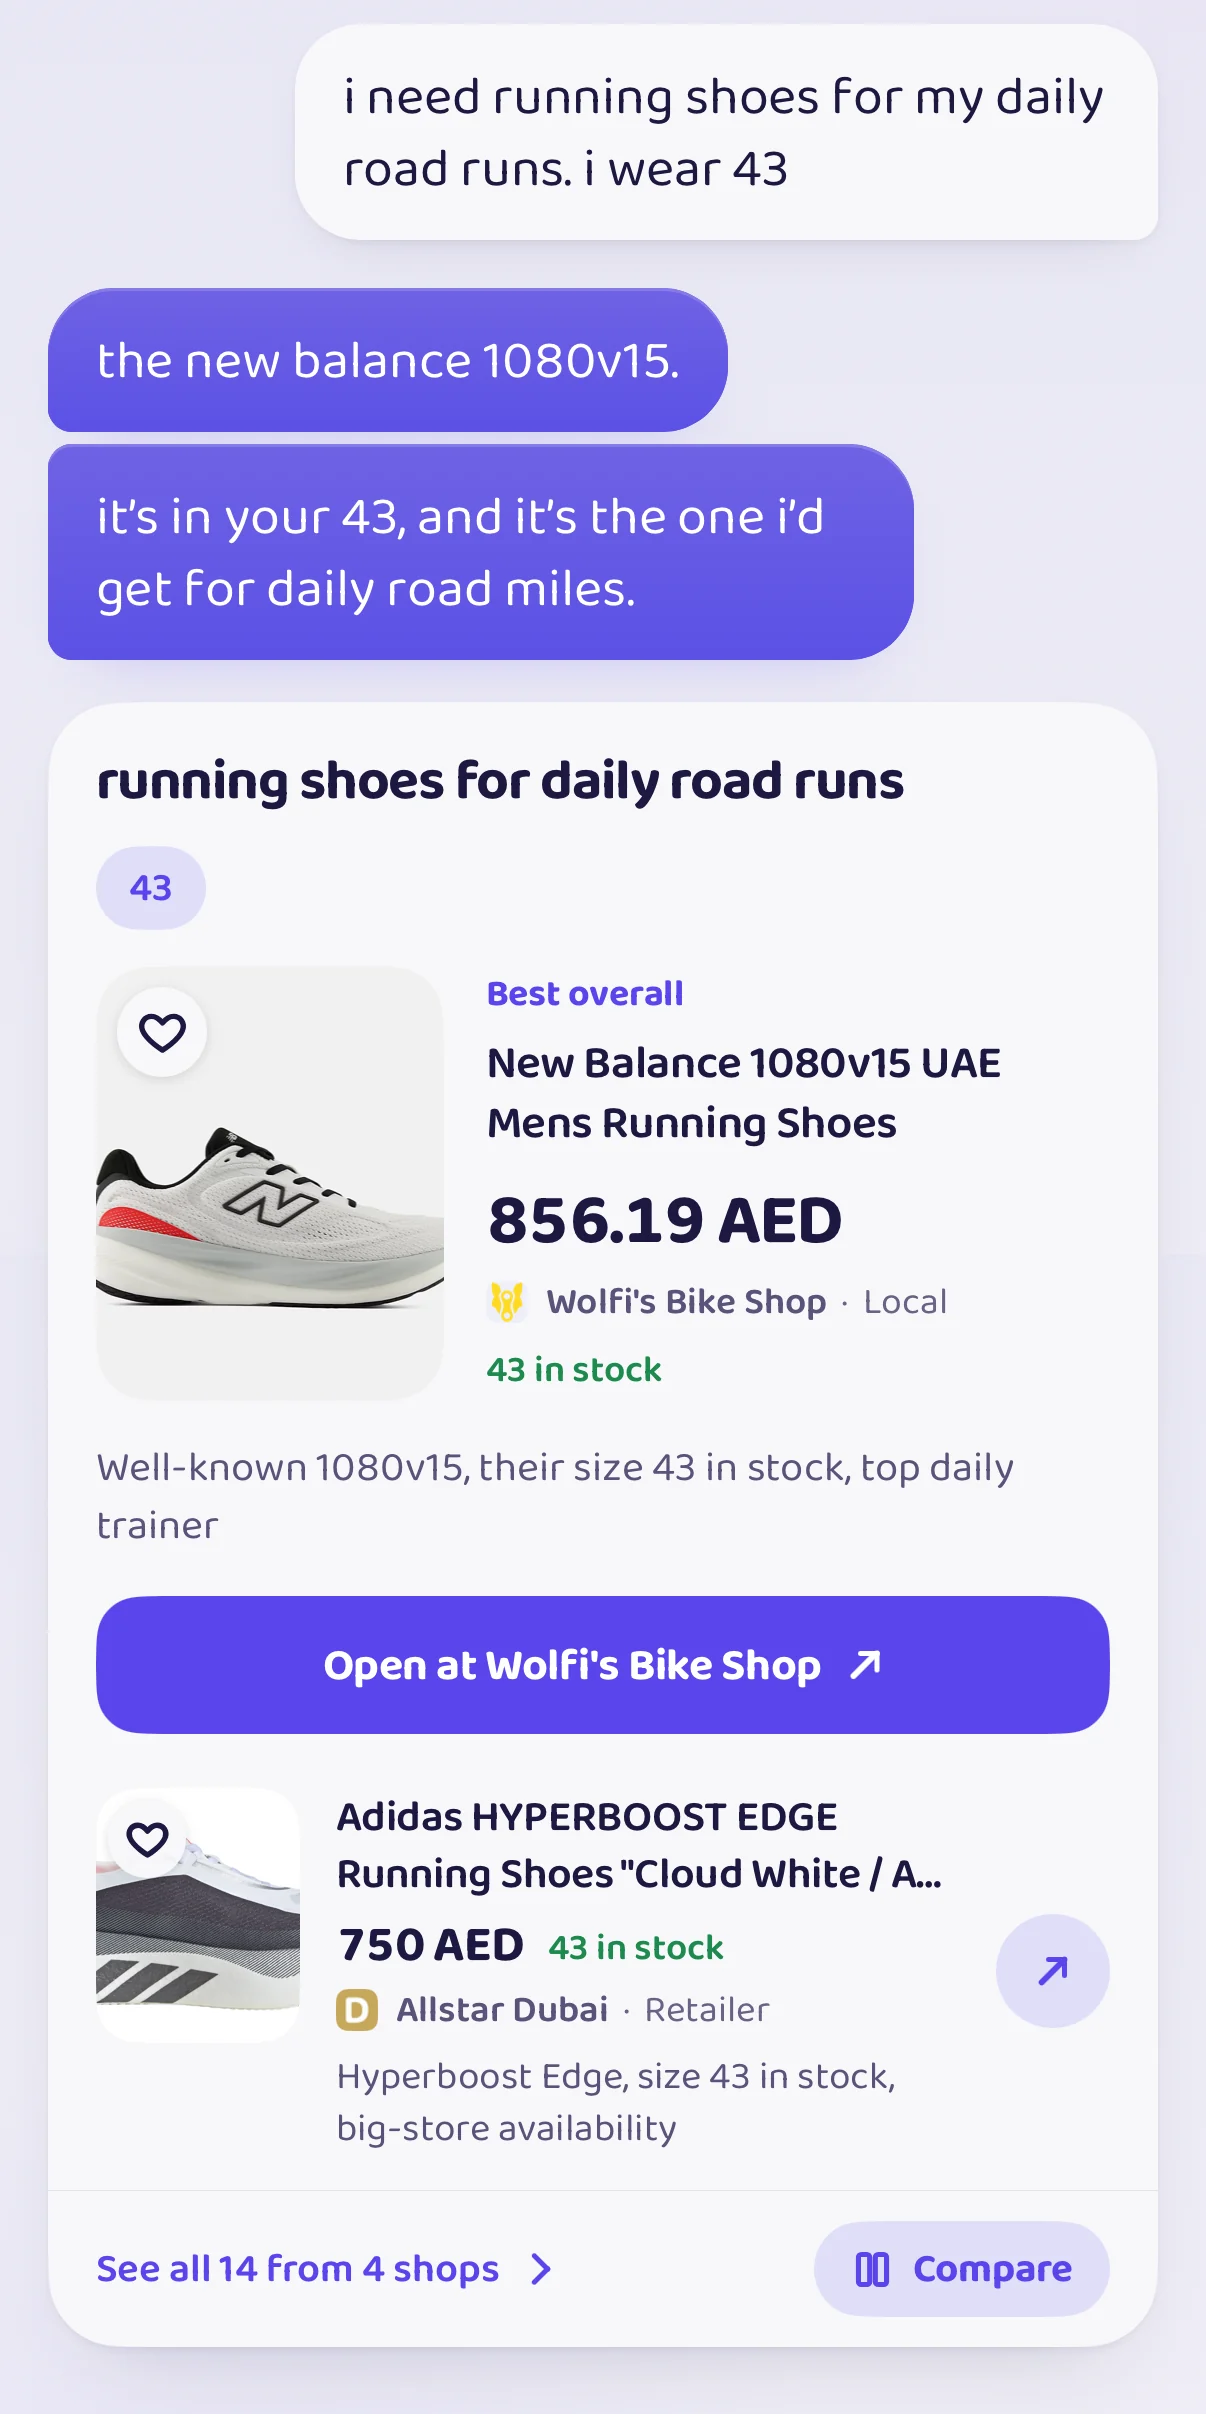 i need running shoes for my daily
road runs. i wear 43
the new balance 1080v15.
it's in your 43, and it's the one i'd
get for daily road miles.
running shoes for daily road runs
43
Best overall
New Balance 1080v15 UAE
Mens Running Shoes
856.19 AED
Wolfi's Bike Shop · Local
43 in stock
Well-known 1080v15, their size 43 in stock, top daily
trainer
Open at Wolfi's Bike Shop
Adidas HYPERBOOST EDGE
Running Shoes "Cloud White / A...
750 AED 43 in stock
D Allstar Dubai · Retailer
Hyperboost Edge, size 43 in stock,
big-store availability
See all 14 from 4 shops
Compare